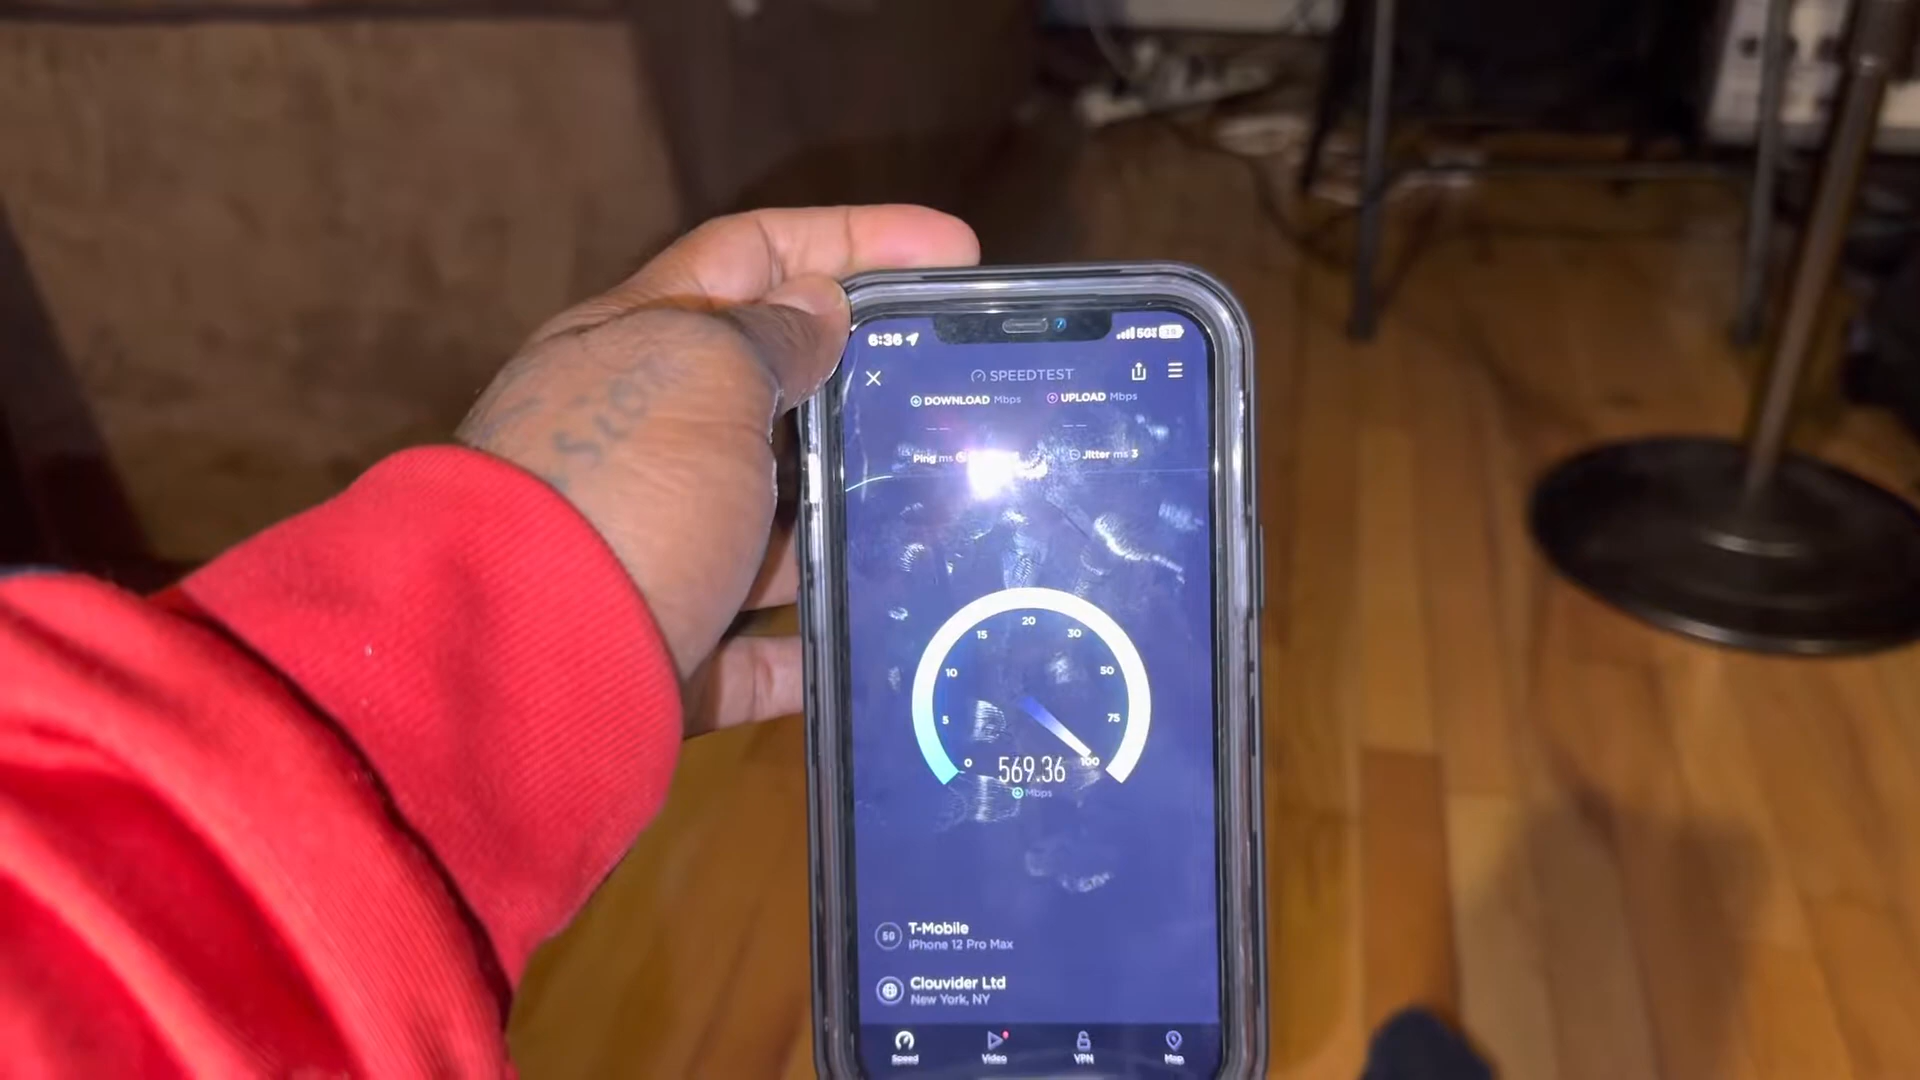 6:36 5G
SPEEDTEST
DOWNLOAD Mbps UPLOAD Mbps
Ping ms Jitter ms 3
20
15 30
10 50
5 75
0 569.36 100
Mbps
5G T-Mobile
iPhone 12 Pro Max
Clouvider Ltd
New York, NY
Speed Video VPN Map